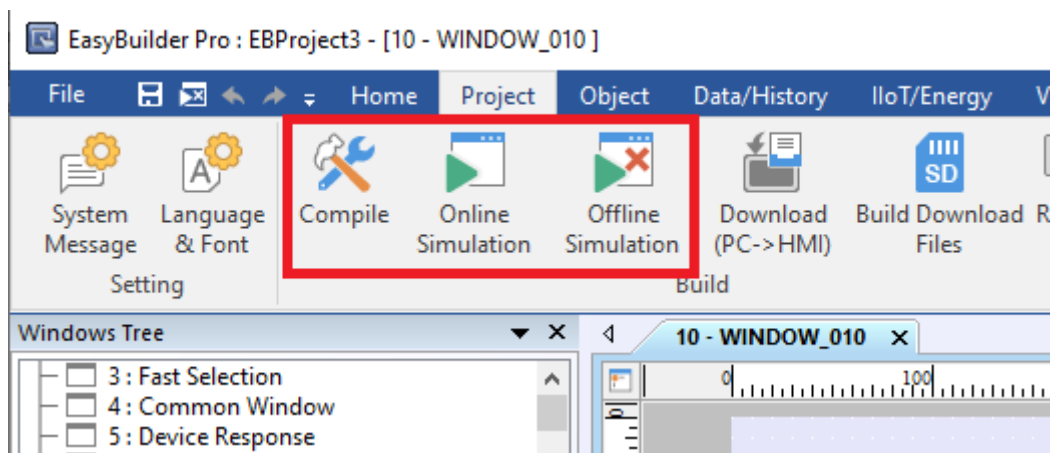 EasyBuilder Pro : EBProject3 - [10 - WINDOW_010 ]
File Home Project Object Data/History IIoT/Energy V
System Message
Language & Font
Compile
Online Simulation
Offline Simulation
Download (PC->HMI)
Build Download Files
R
A
SD
Setting
Build
Windows Tree
10 - WINDOW_010
3 : Fast Selection
4 : Common Window
5 : Device Response
0 100
0